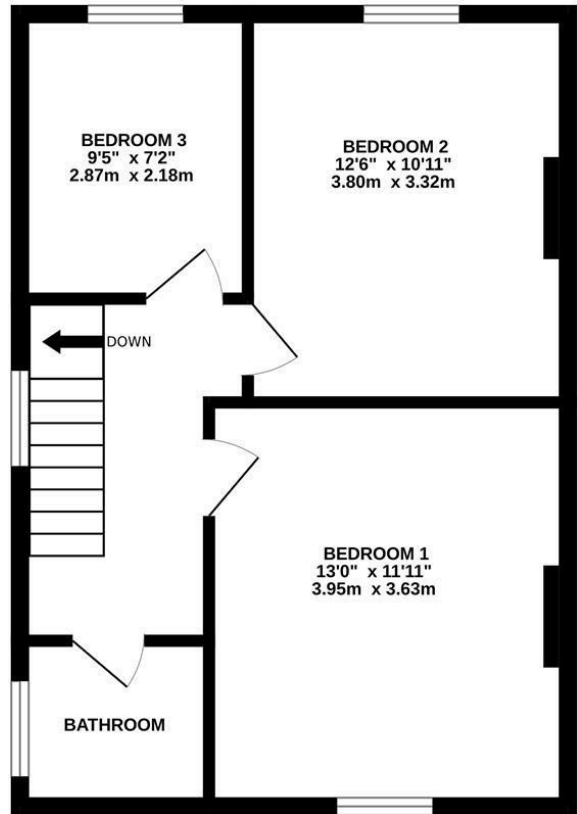 BEDROOM 3
9'5" x 7'2"
2.87m x 2.18m
BEDROOM 2
12'6" x 10'11"
3.80m x 3.32m
DOWN
BEDROOM 1
13'0" x 11'11"
3.95m x 3.63m
BATHROOM